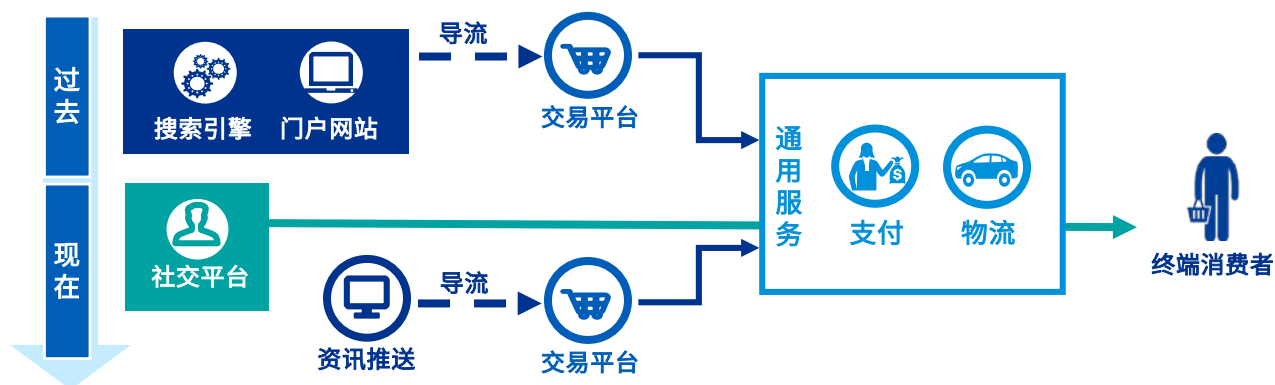 过去
搜索引擎
门户网站
导流
交易平台
现在
社交平台
资讯推送
导流
交易平台
通用服务
支付
物流
终端消费者